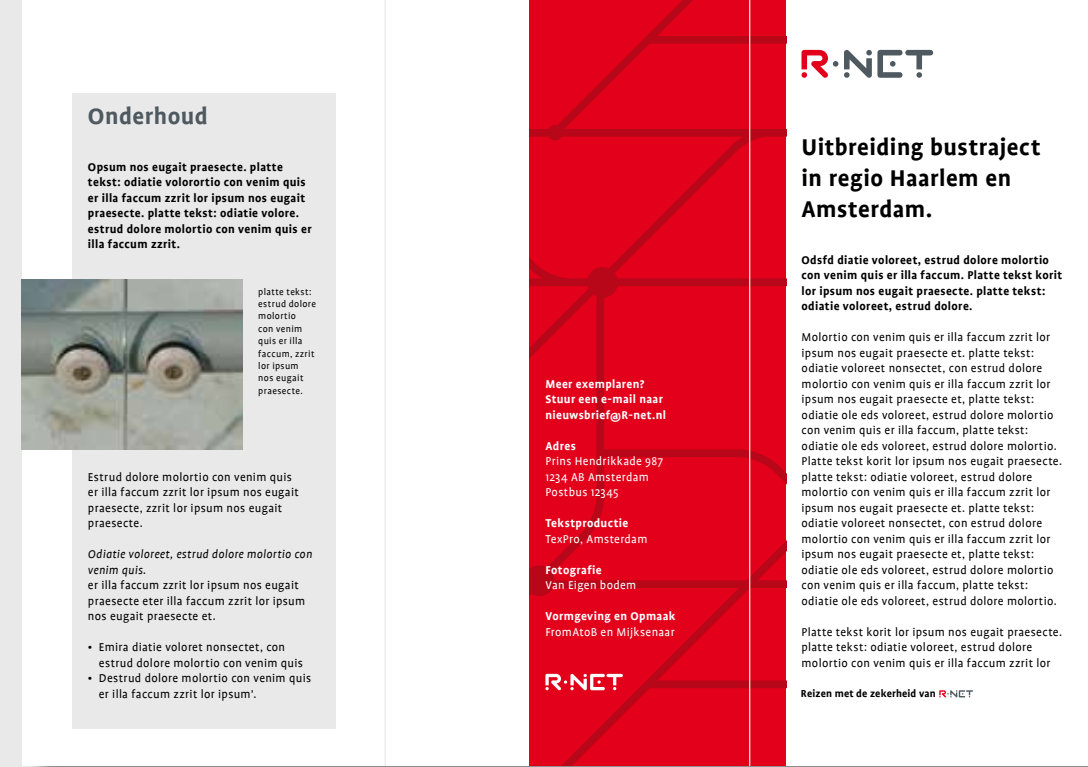 Onderhoud
Opsum nos eugait praesecte. platte
tekst: odiatie volorortio con venim quis
er illa faccum zzrit lor ipsum nos eugait
praesecte. platte tekst: odiatie volore.
estrud dolore molortio con venim quis er
illa faccum zzrit.
platte tekst:
estrud dolore
molortio
con venim
quis er illa
faccum, zzrit
lor ipsum
nos eugait
praesecte.
Estrud dolore molortio con venim quis
er illa faccum zzrit lor ipsum nos eugait
praesecte, zzrit lor ipsum nos eugait
praesecte.
Odiatie voloreet, estrud dolore molortio con
venim quis.
er illa faccum zzrit lor ipsum nos eugait
praesecte eter illa faccum zzrit lor ipsum
nos eugait praesecte et.
• Emira diatie voloret nonsectet, con
estrud dolore molortio con venim quis
• Destrud dolore molortio con venim quis
er illa faccum zzrit lor ipsum'.
Meer exemplaren?
Stuur een e-mail naar
nieuwsbrief@R-net.nl
Adres
Prins Hendrikkade 987
1234 AB Amsterdam
Postbus 12345
Tekstproductie
TexPro, Amsterdam
Fotografie
Van Eigen bodem
Vormgeving en Opmaak
FromAtoB en Mijksenaar
R·NET
R·NET
Uitbreiding bustraject
in regio Haarlem en
Amsterdam.
Odsfd diatie voloreet, estrud dolore molortio
con venim quis er illa faccum. Platte tekst korit
lor ipsum nos eugait praesecte. platte tekst:
odiatie voloreet, estrud dolore.
Molortio con venim quis er illa faccum zzrit lor
ipsum nos eugait praesecte et. platte tekst:
odiatie voloreet nonsectet, con estrud dolore
molortio con venim quis er illa faccum zzrit lor
ipsum nos eugait praesecte et, platte tekst:
odiatie ole eds voloreet, estrud dolore molortio
con venim quis er illa faccum, platte tekst:
odiatie ole eds voloreet, estrud dolore molortio.
Platte tekst korit lor ipsum nos eugait praesecte.
platte tekst: odiatie voloreet, estrud dolore
molortio con venim quis er illa faccum zzrit lor
ipsum nos eugait praesecte et. platte tekst:
odiatie voloreet nonsectet, con estrud dolore
molortio con venim quis er illa faccum zzrit lor
ipsum nos eugait praesecte et, platte tekst:
odiatie ole eds voloreet, estrud dolore molortio
con venim quis er illa faccum, platte tekst:
odiatie ole eds voloreet, estrud dolore molortio.
Platte tekst korit lor ipsum nos eugait praesecte.
platte tekst: odiatie voloreet, estrud dolore
molortio con venim quis er illa faccum zzrit lor
Reizen met de zekerheid van R·NET